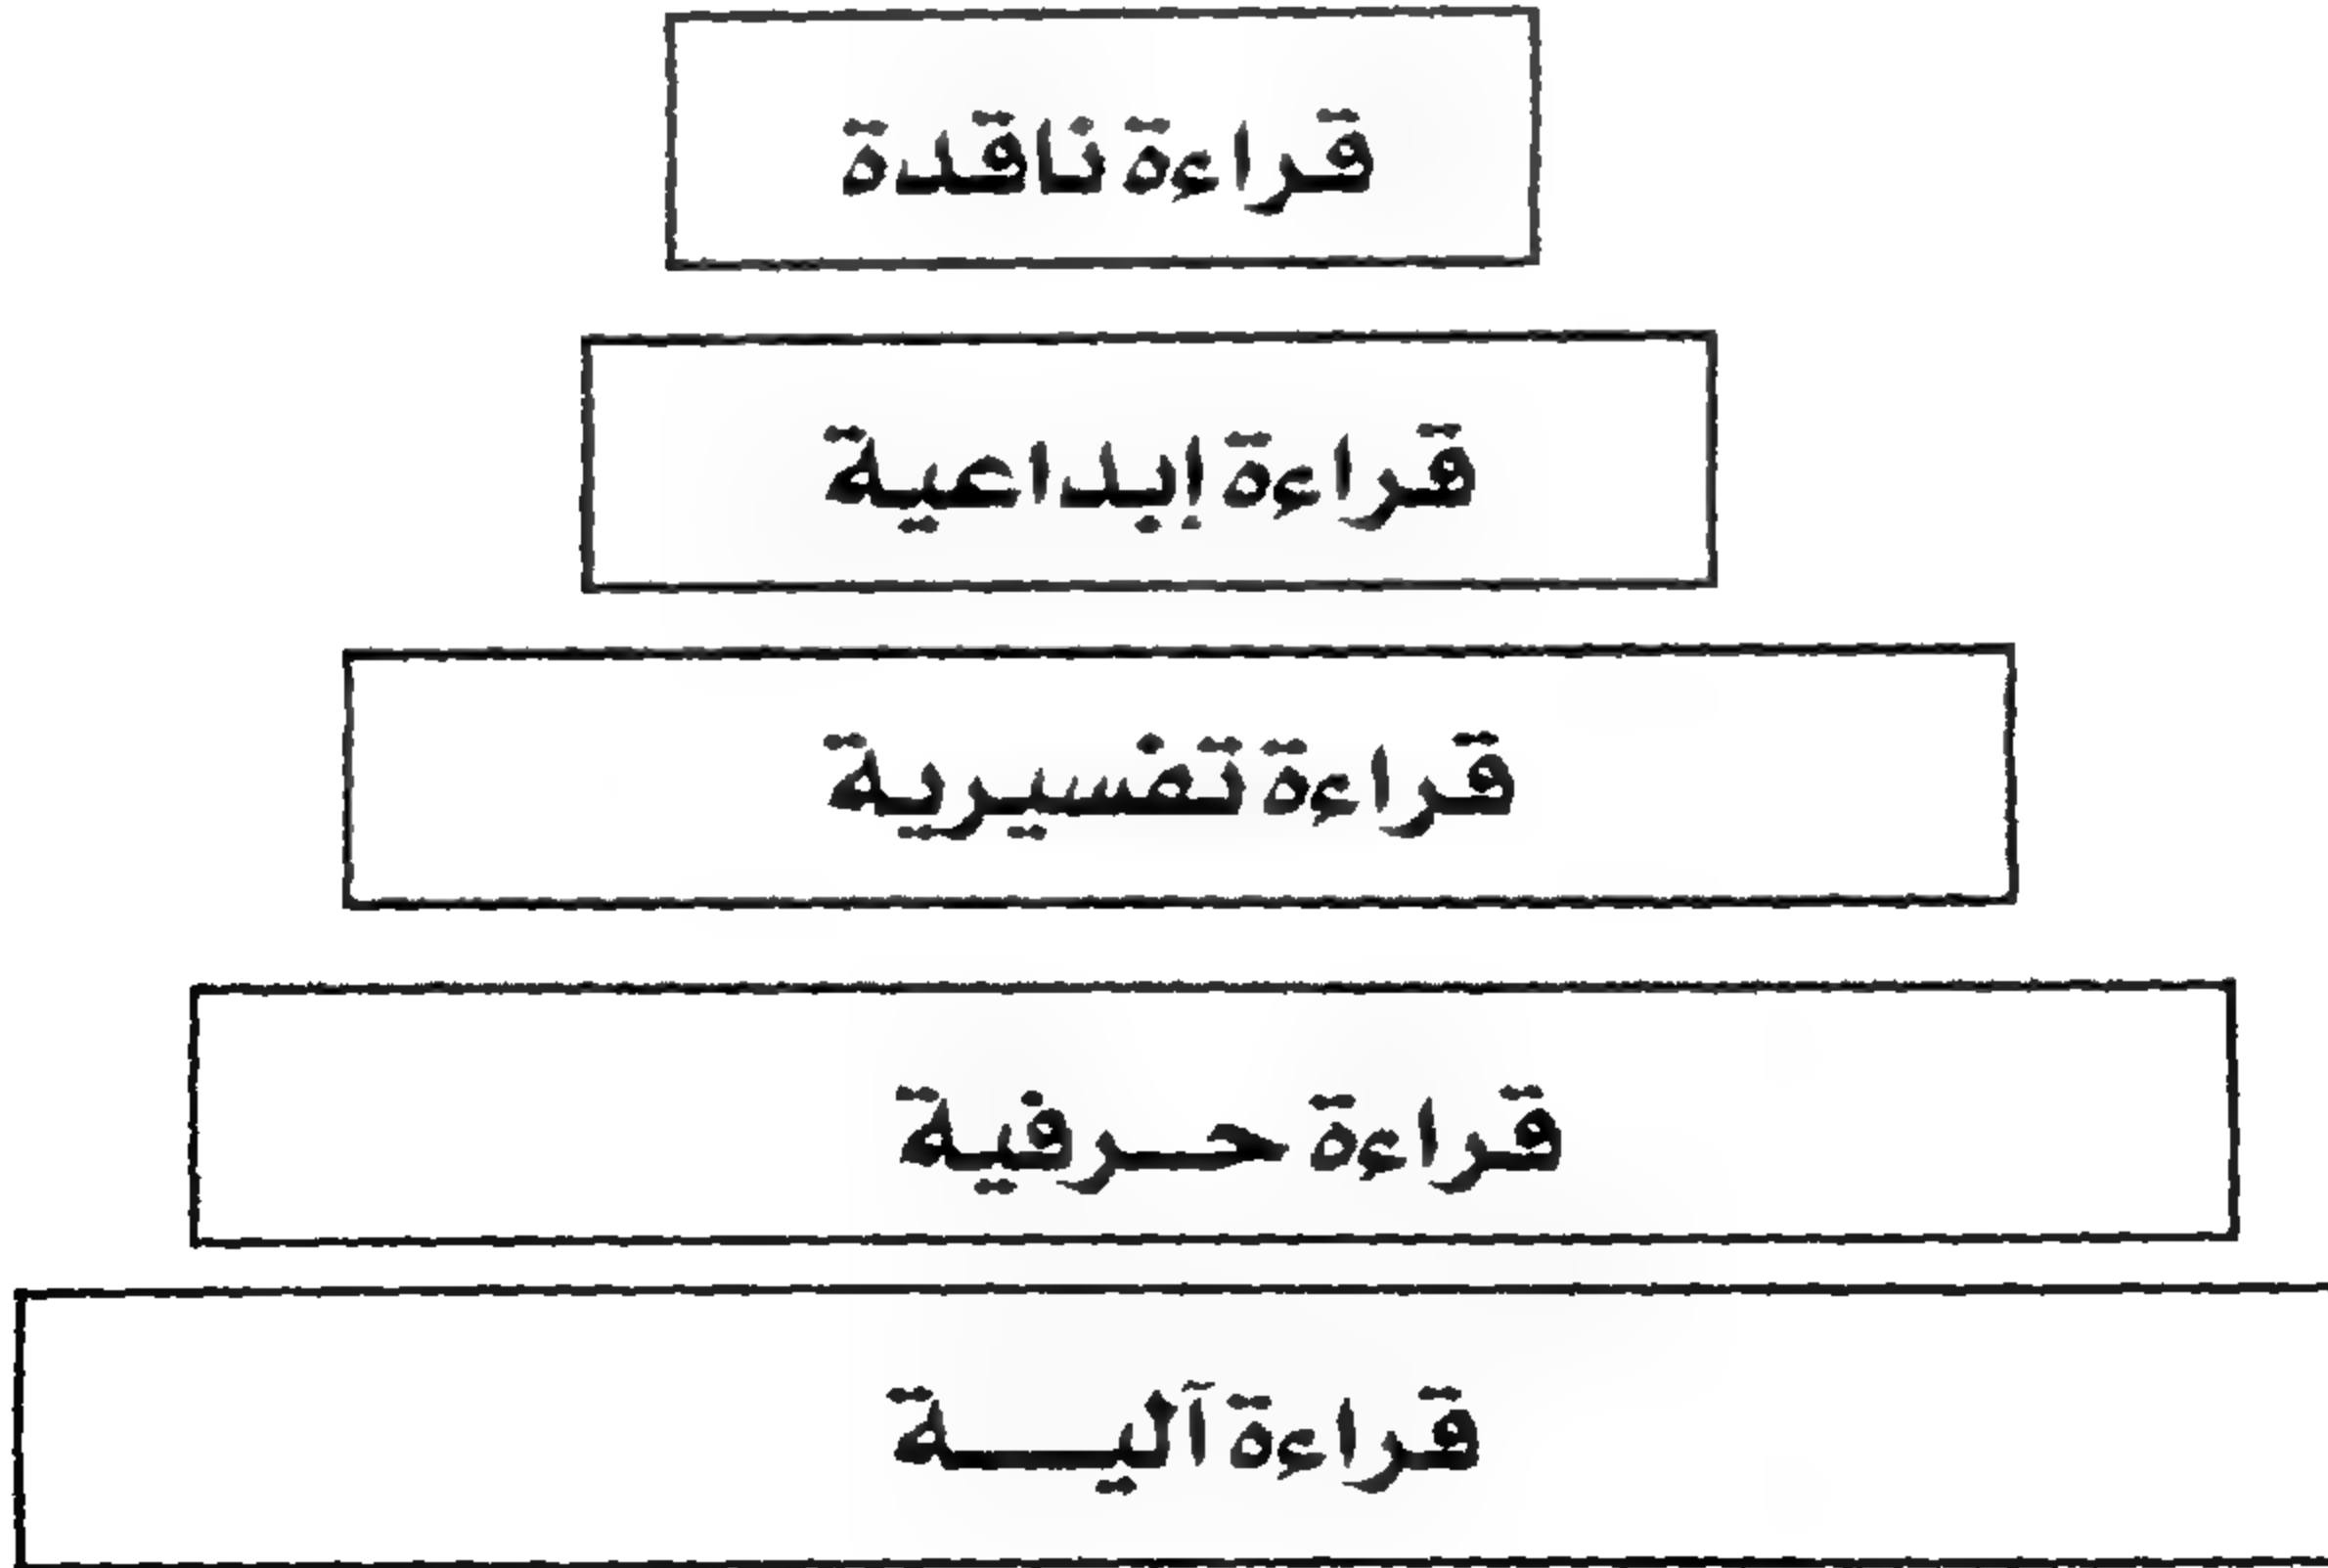 قراءة ناقدة
قراءة إبداعية
قراءة تفسيرية
قراءة حرفية
قراءة آلية